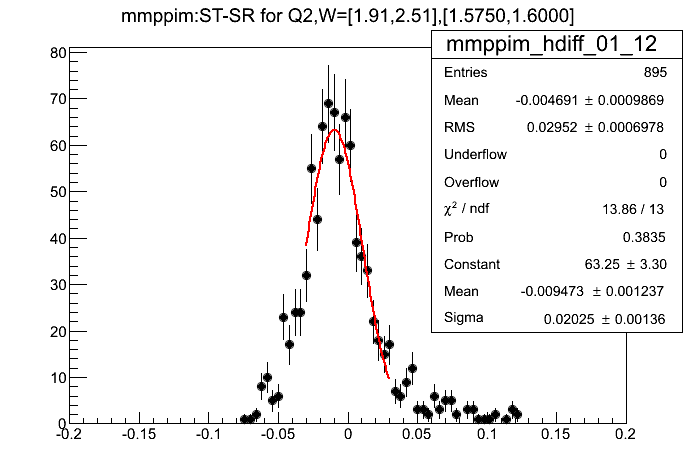 mmppim:ST-SR for Q2,W=[1.91,2.51],[1.5750,1.6000]
mmppim_hdiff_01_12
Entries 895
Mean -0.004691 ± 0.0009869
RMS 0.02952 ± 0.0006978
Underflow 0
Overflow 0
χ² / ndf 13.86 / 13
Prob 0.3835
Constant 63.25 ± 3.30
Mean -0.009473 ± 0.001237
Sigma 0.02025 ± 0.00136
80
70
60
50
40
30
20
10
0
-0.2 -0.15 -0.1 -0.05 0 0.05 0.1 0.15 0.2